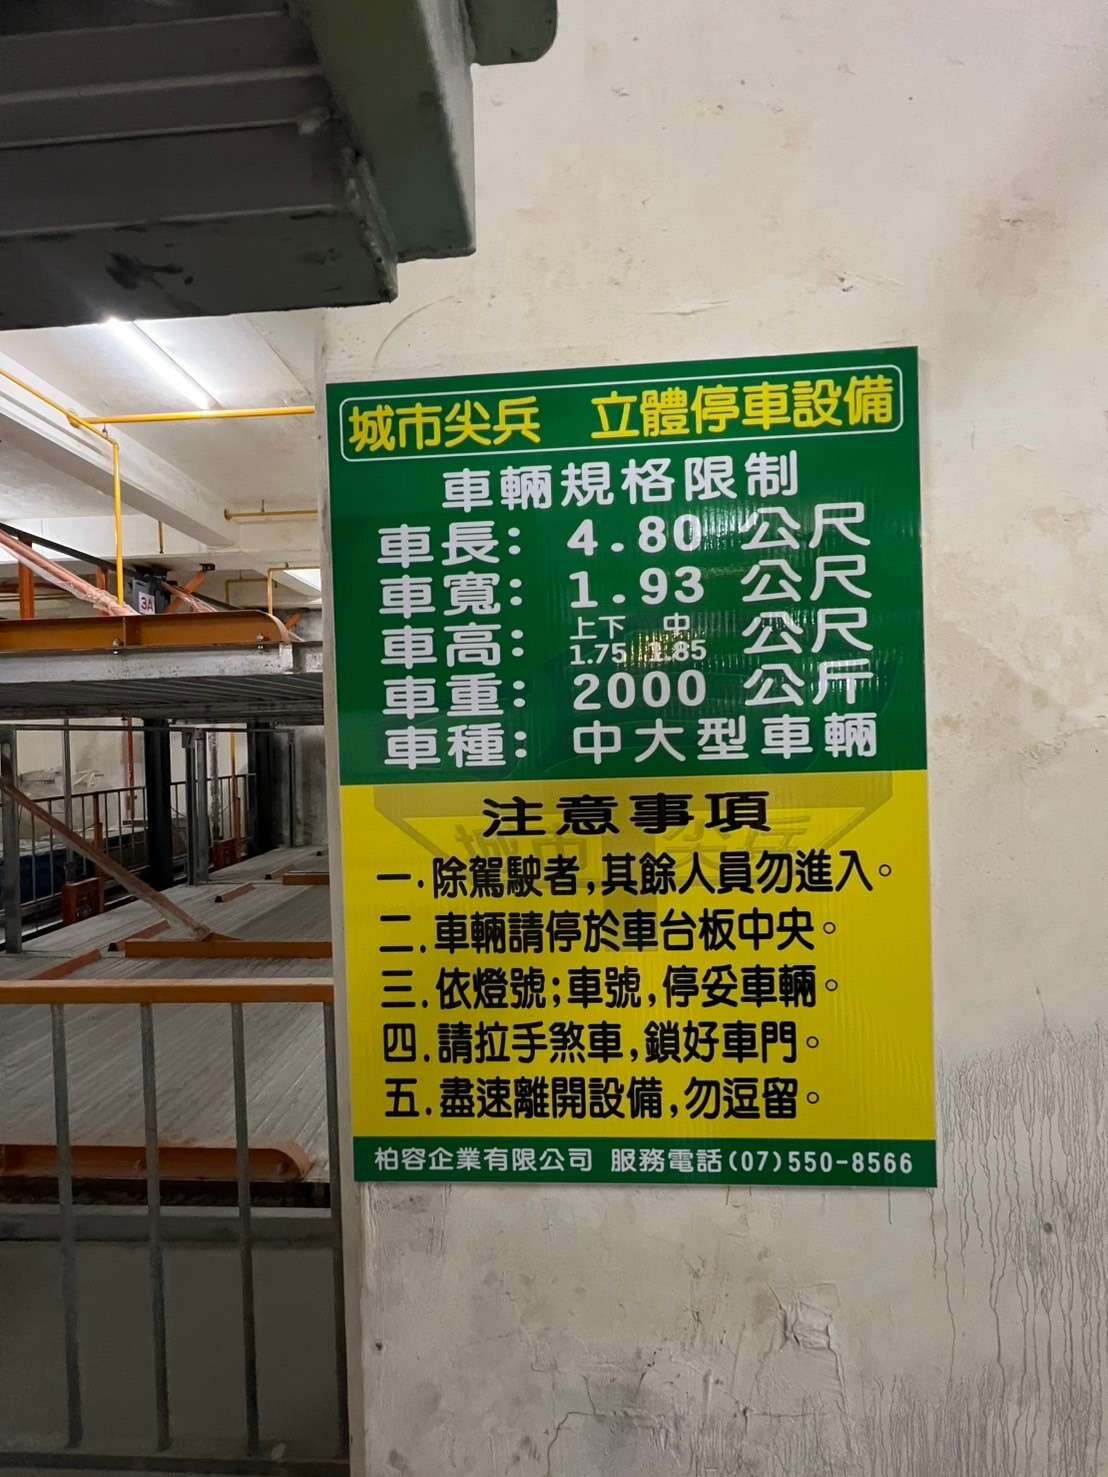 城市尖兵 立體停車設備
車輛規格限制
車長: 4.80 公尺
車寬: 1.93 公尺
車高: 上下 1.75 中 1.85 公尺
車重: 2000 公斤
車種: 中大型車輛
注意事項
一.除駕駛者,其餘人員勿進入。
二.車輛請停於車台板中央。
三.依燈號;車號,停妥車輛。
四.請拉手煞車,鎖好車門。
五.盡速離開設備,勿逗留。
柏容企業有限公司 服務電話(07)550-8566
3A
7
城市尖兵